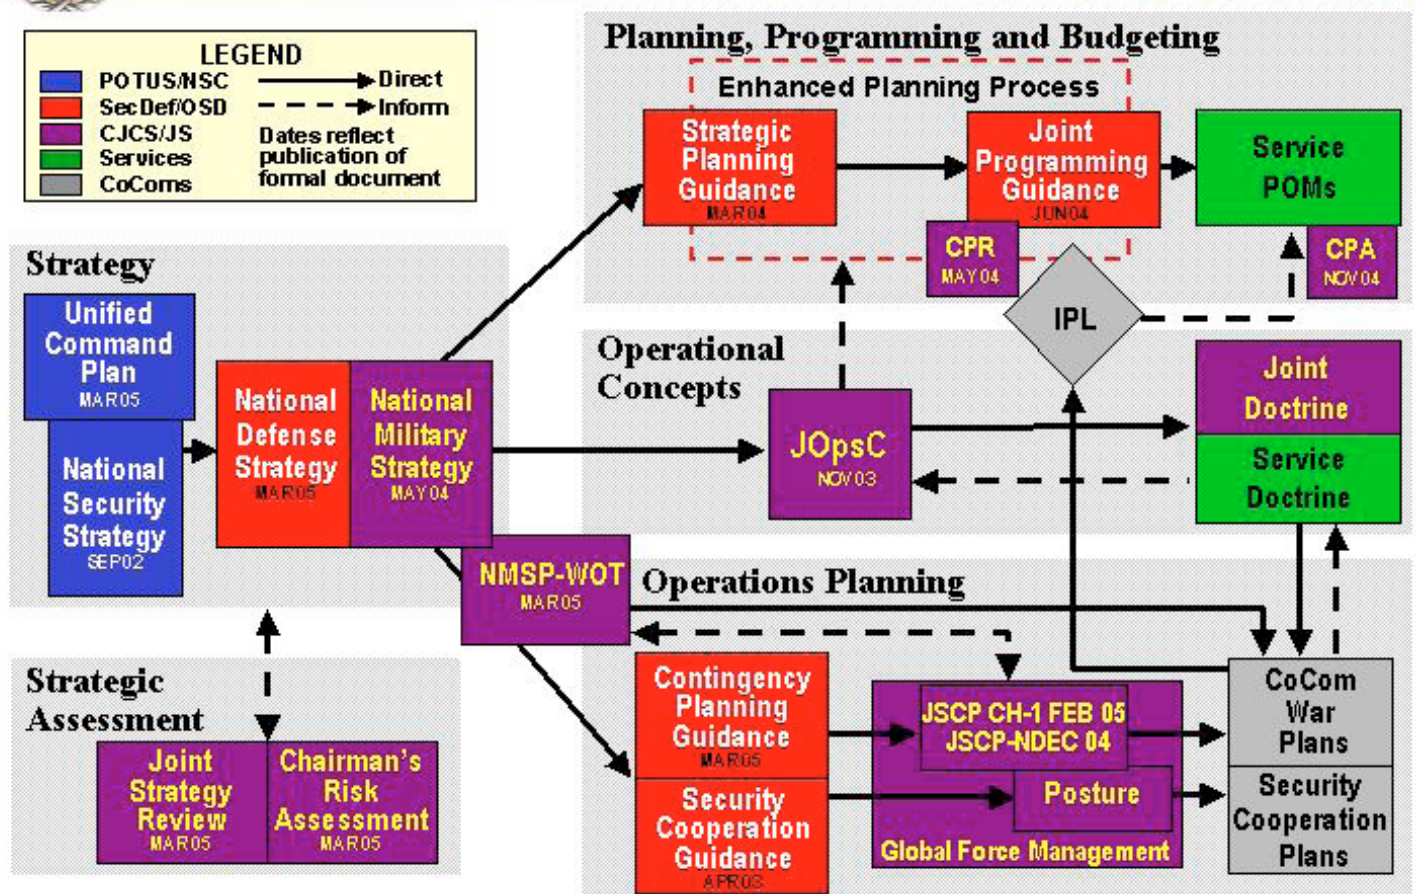 LEGEND
POTUS/NSC
SecDef/OSD
CJCS/JS
Services
CoComs
Direct
Inform
Dates reflect
publication of
formal document
Planning, Programming and Budgeting
Enhanced Planning Process
Strategic
Planning
Guidance
MAR04
Joint
Programming
Guidance
JUN04
Service
POMs
CPR
MAY04
CPA
NOV04
IPL
Strategy
Unified
Command
Plan
MAR05
National
Security
Strategy
SEP02
National
Defense
Strategy
MAR05
National
Military
Strategy
MAY04
Operational
Concepts
JOpsC
NOV03
Joint
Doctrine
Service
Doctrine
NMSP-WOT
MAR05
Operations Planning
Contingency
Planning
Guidance
MAR05
Security
Cooperation
Guidance
APR03
JSCP CH-1 FEB 05
JSCP-NDEC 04
Posture
Global Force Management
CoCom
War
Plans
Security
Cooperation
Plans
Strategic
Assessment
Joint
Strategy
Review
MAR05
Chairman's
Risk
Assessment
MAR05